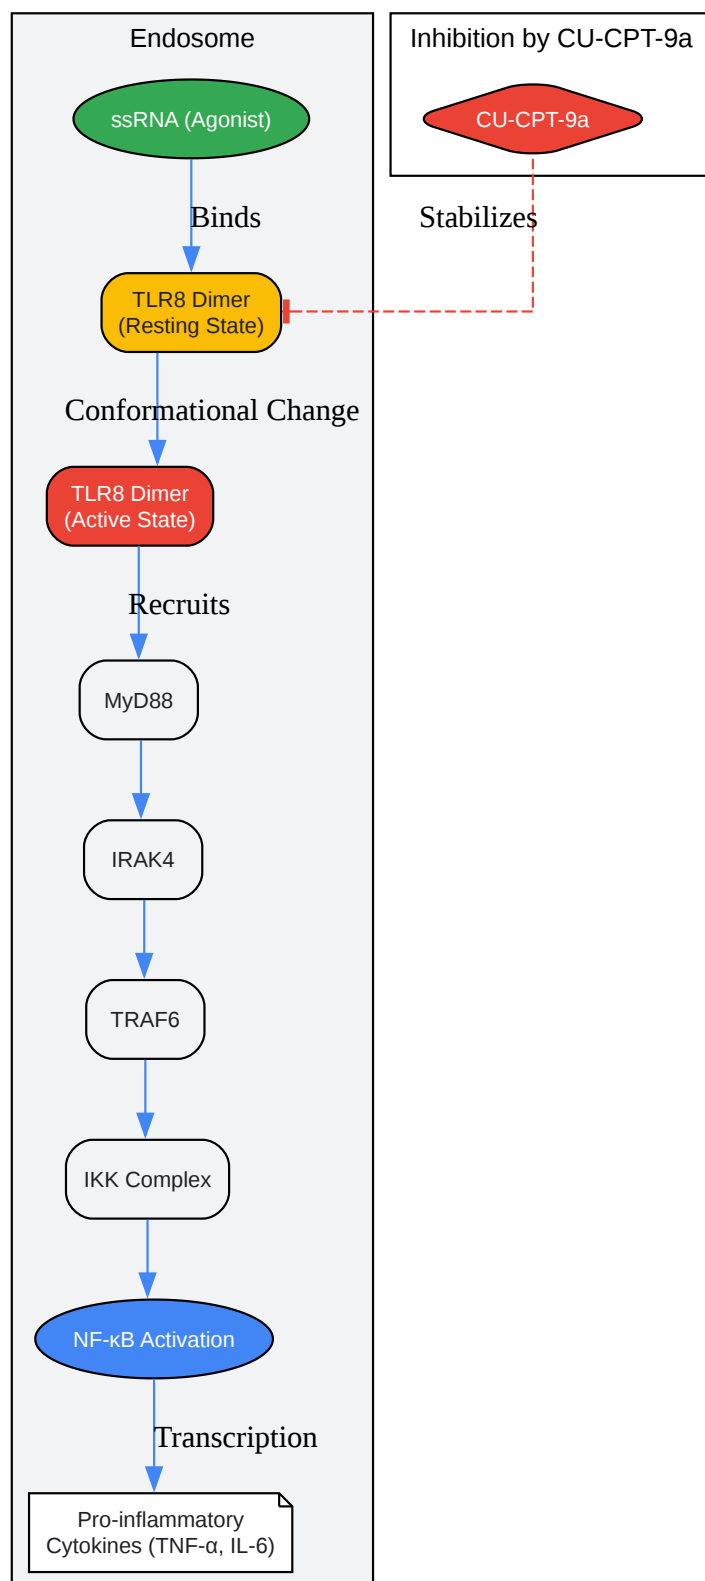 Endosome
Inhibition by CU-CPT-9a
ssRNA (Agonist)
CU-CPT-9a
Binds
Stabilizes
TLR8 Dimer
(Resting State)
Conformational Change
TLR8 Dimer
(Active State)
Recruits
MyD88
IRAK4
TRAF6
IKK Complex
NF-κB Activation
Transcription
Pro-inflammatory
Cytokines (TNF-α, IL-6)